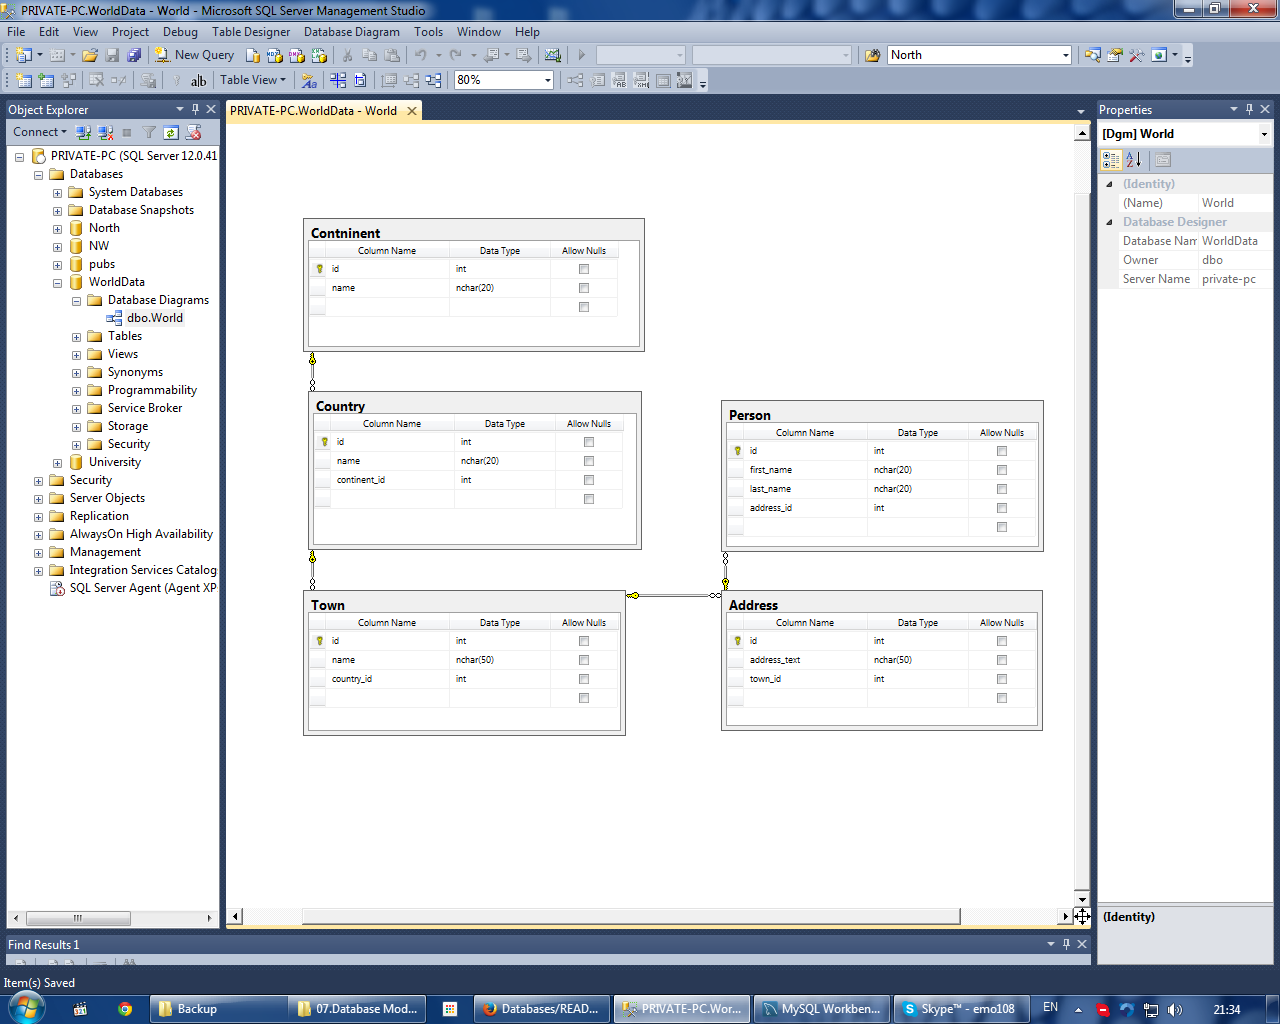 PRIVATE-PC.WorldData - World - Microsoft SQL Server Management Studio
File Edit View Project Debug Table Designer Database Diagram Tools Window Help
New Query North
ab| Table View 80%
Object Explorer
Connect
PRIVATE-PC (SQL Server 12.0.41
Databases
System Databases
Database Snapshots
North
NW
pubs
WorldData
Database Diagrams
dbo.World
Tables
Views
Synonyms
Programmability
Service Broker
Storage
Security
University
Security
Server Objects
Replication
AlwaysOn High Availability
Management
Integration Services Catalog
SQL Server Agent (Agent XP
PRIVATE-PC.WorldData - World
Contninent
Column Name Data Type Allow Nulls
id int
name nchar(20)
Country
Column Name Data Type Allow Nulls
id int
name nchar(20)
continent_id int
Town
Column Name Data Type Allow Nulls
id int
name nchar(50)
country_id int
Person
Column Name Data Type Allow Nulls
id int
first_name nchar(20)
last_name nchar(20)
address_id int
Address
Column Name Data Type Allow Nulls
id int
address_text nchar(50)
town_id int
Properties
[Dgm] World
(Identity)
(Name) World
Database Designer
Database Nam WorldData
Owner dbo
Server Name private-pc
(Identity)
Find Results 1
Item(s) Saved
321 Backup 07.Database Mod... Databases/READ... PRIVATE-PC.Wor... MySQL Workben... Skype™ - emo108 EN 21:34